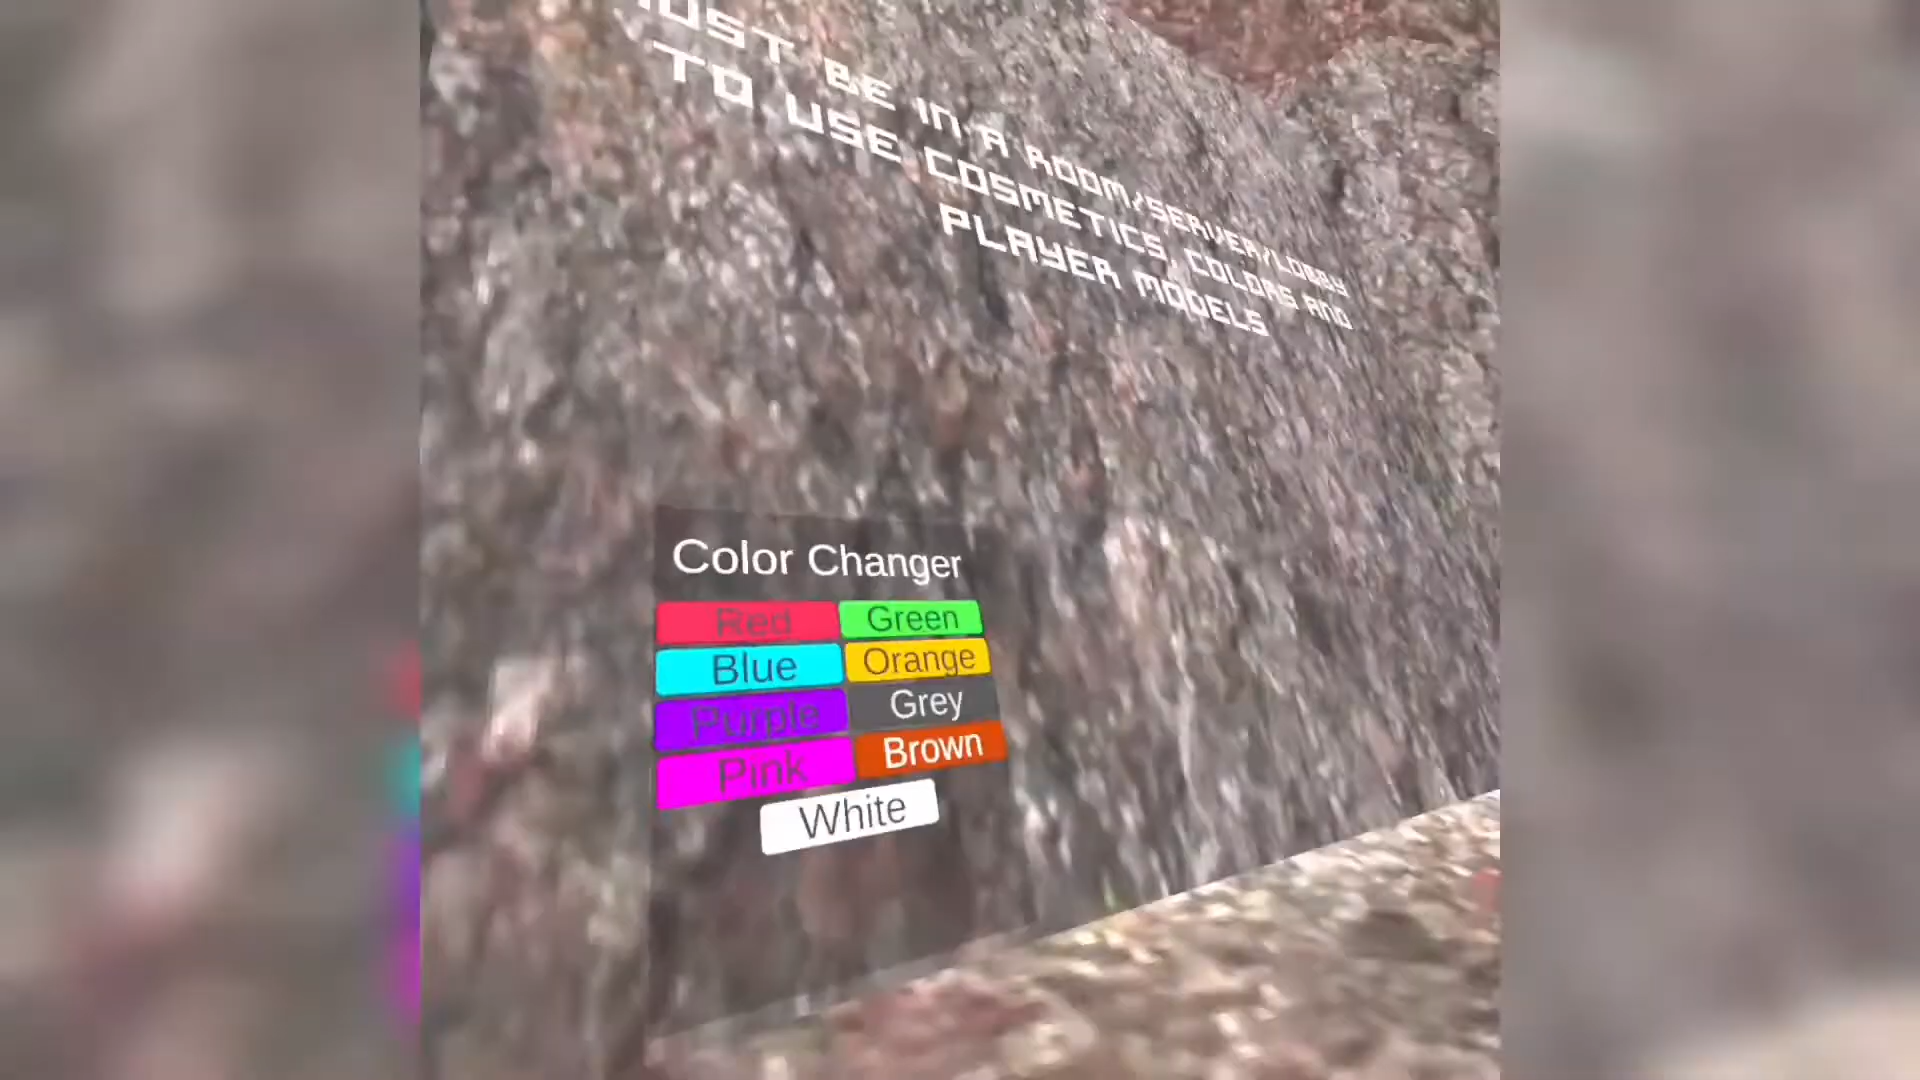 BE IN A ROOM/SERVER/LOBBY
TO USE COSMETICS, COLORS AND
PLAYER MODELS
Color Changer
Red Green
Blue Orange
Purple Grey
Pink Brown
White